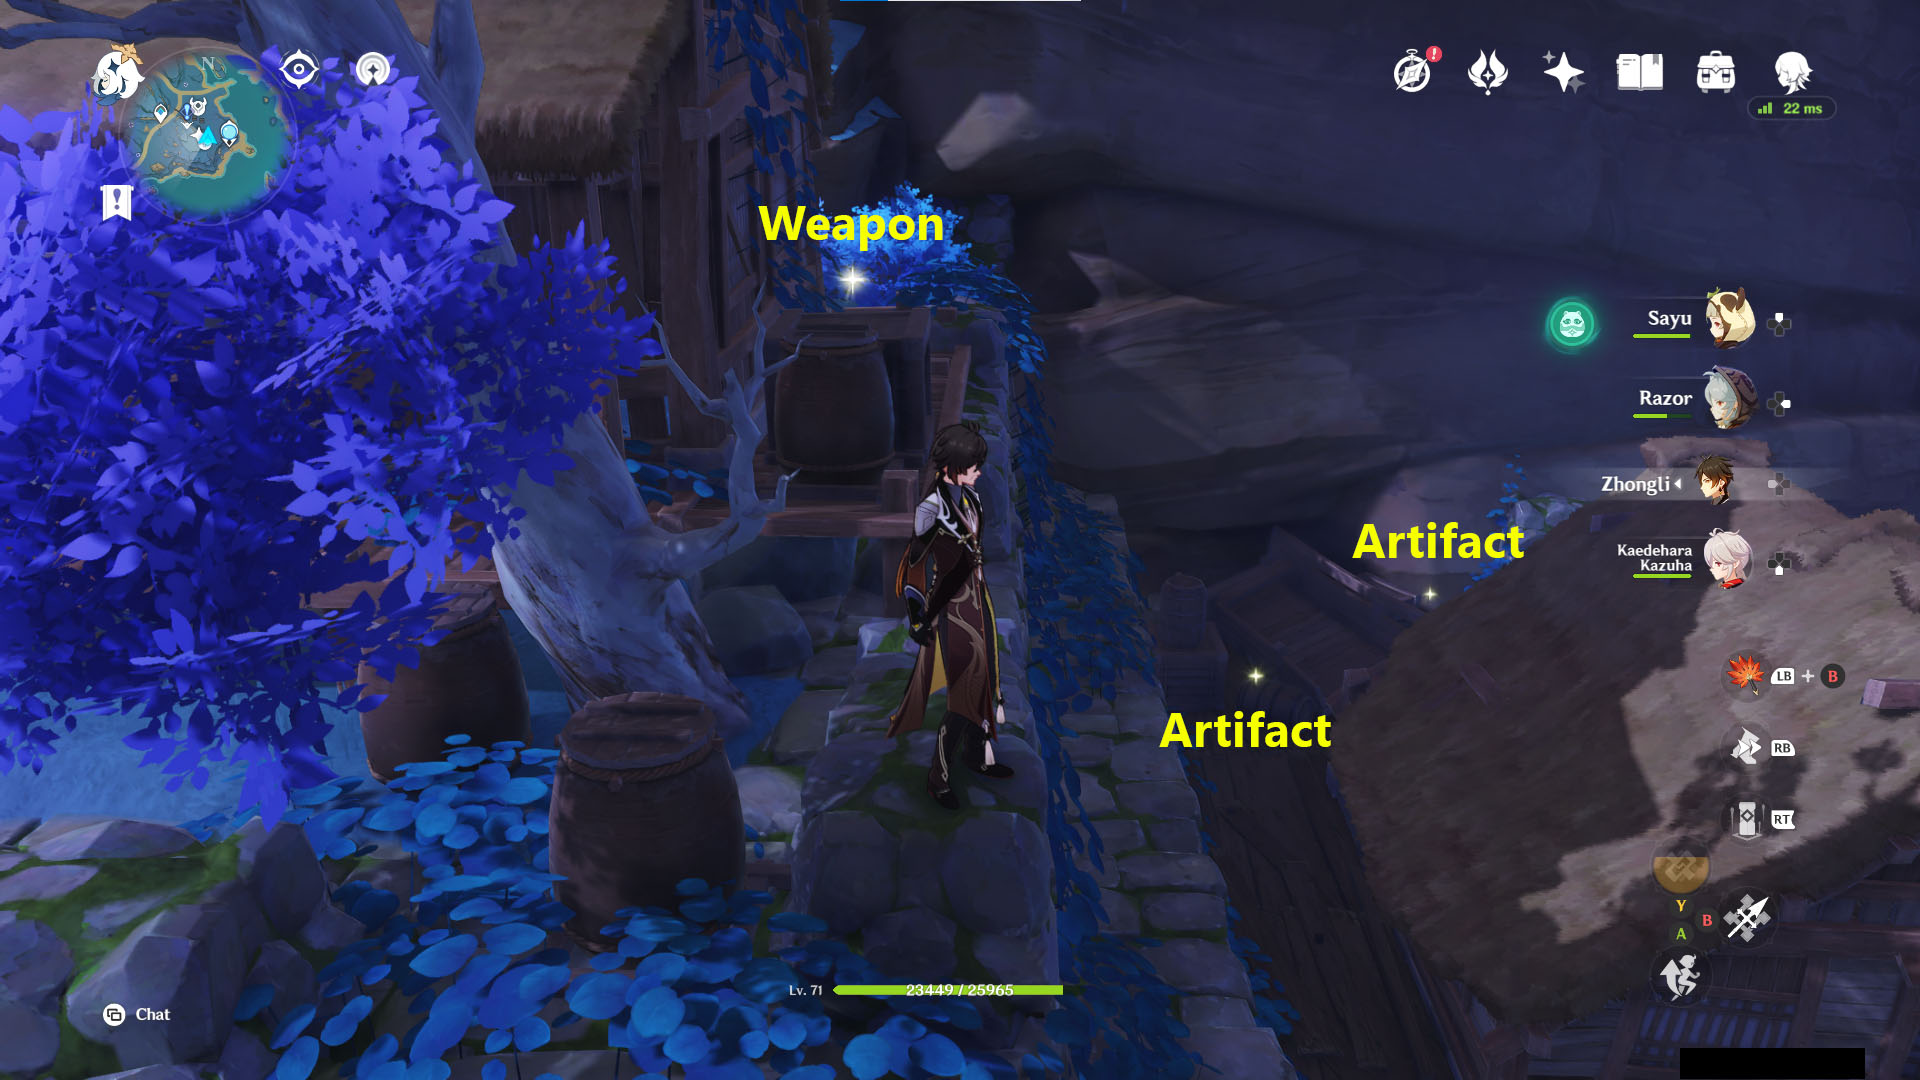 N
22 ms
Weapon
Sayu
Razor
Zhongli
Artifact
Kaedehara
Kazuha
LB + B
Artifact
RB
RT
Y
B
A
Lv. 71
23449 / 25965
Chat